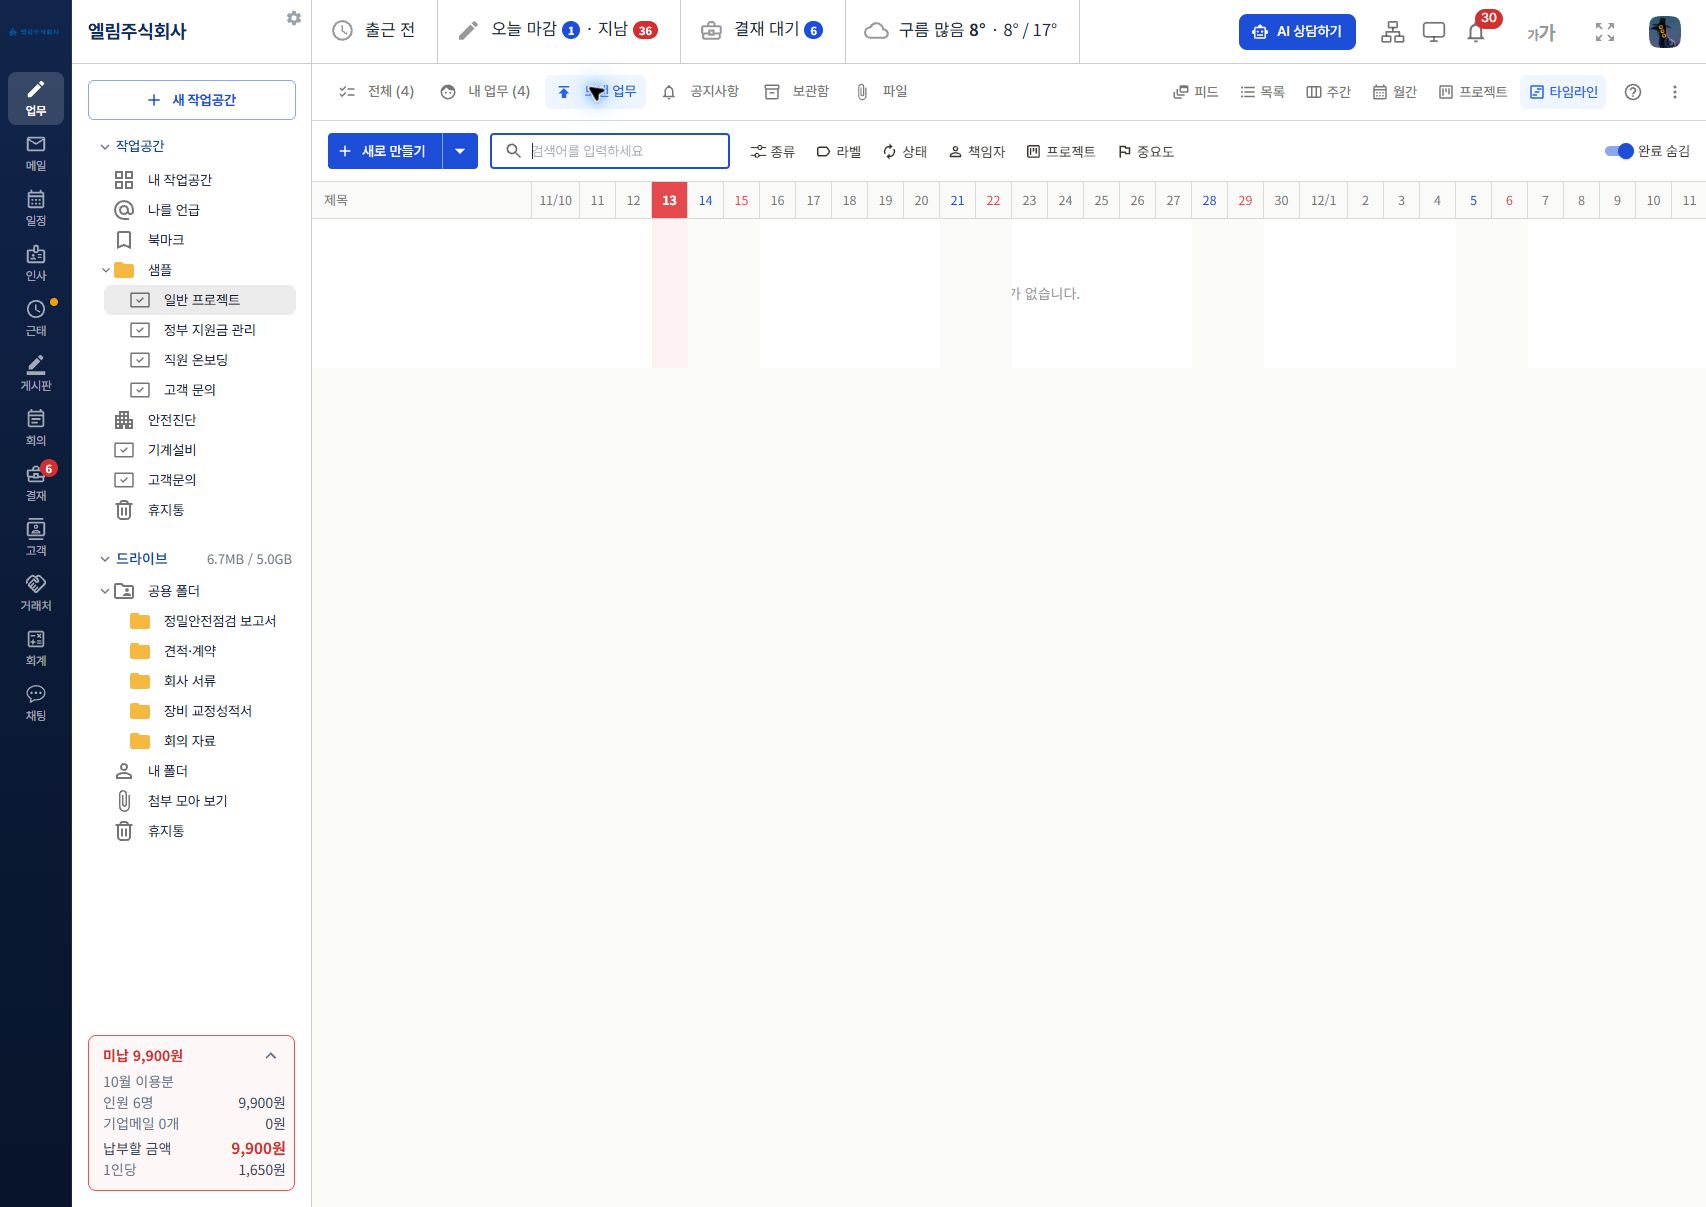 엘림주식회사
엘림주식회사
출근 전
오늘 마감 1 · 지남 36
결재 대기 6
구름 많음 8° · 8° / 17°
AI 상담하기
30
가가
업무
메일
일정
인사
근태
게시판
회의
6
결재
고객
거래처
회계
채팅
+ 새 작업공간
작업공간
내 작업공간
나를 언급
북마크
샘플
일반 프로젝트
정부 지원금 관리
직원 온보딩
고객 문의
안전진단
기계설비
고객문의
휴지통
드라이브 6.7MB / 5.0GB
공용 폴더
정밀안전점검 보고서
견적·계약
회사 서류
장비 교정성적서
회의 자료
내 폴더
첨부 모아 보기
휴지통
미납 9,900원
10월 이용분
인원 6명 9,900원
기업메일 0개 0원
납부할 금액 9,900원
1인당 1,650원
전체 (4) 내 업무 (4) 업무 공지사항 보관함 파일
피드 목록 주간 월간 프로젝트 타임라인
+ 새로 만들기
검색어를 입력하세요
종류 라벨 상태 책임자 프로젝트 중요도
완료 숨김
제목 11/10 11 12 13 14 15 16 17 18 19 20 21 22 23 24 25 26 27 28 29 30 12/1 2 3 4 5 6 7 8 9 10 11
가 없습니다.